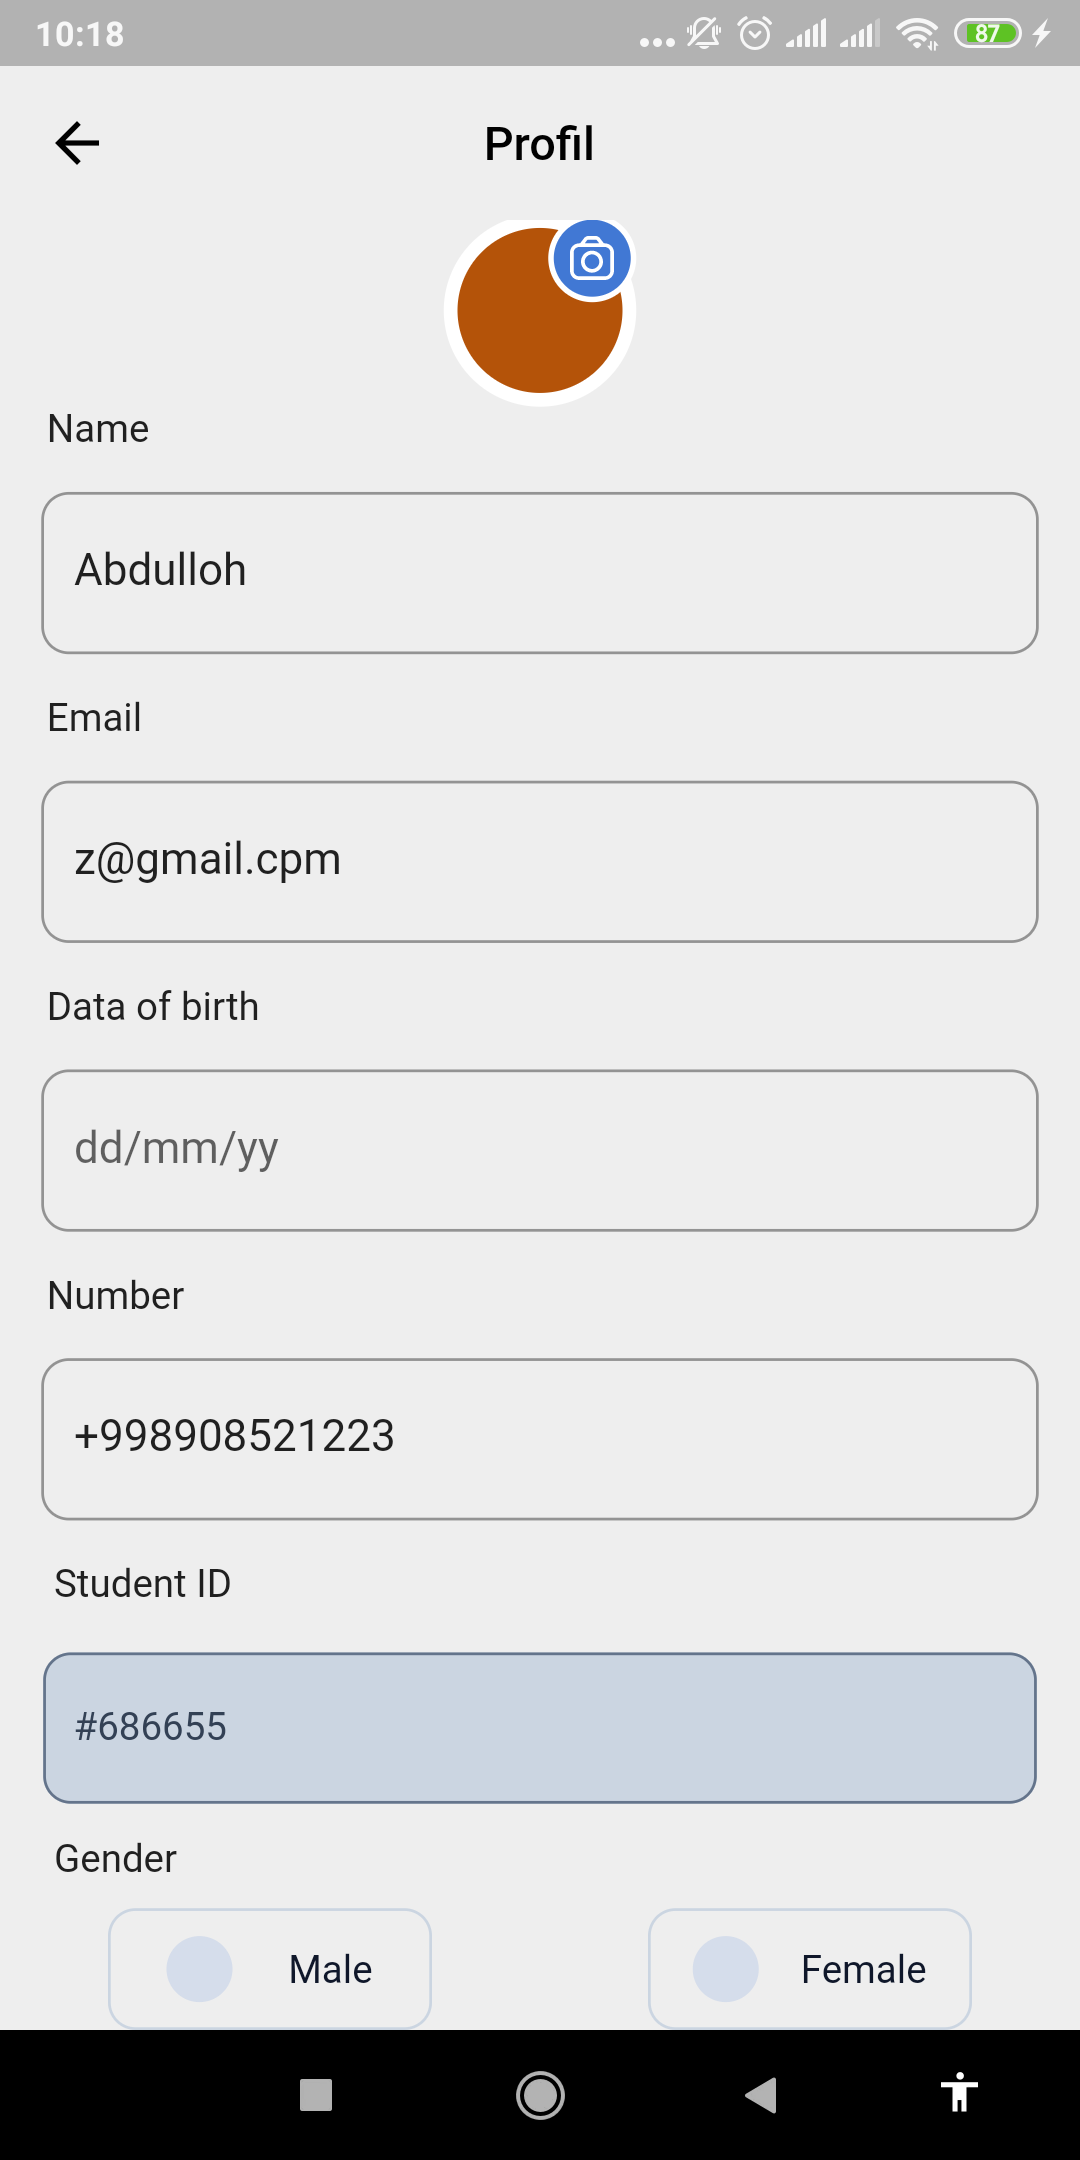 10:18
87
Profil
Name
Abdulloh
Email
z@gmail.cpm
Data of birth
dd/mm/yy
Number
+998908521223
Student ID
#686655
Gender
Male
Female